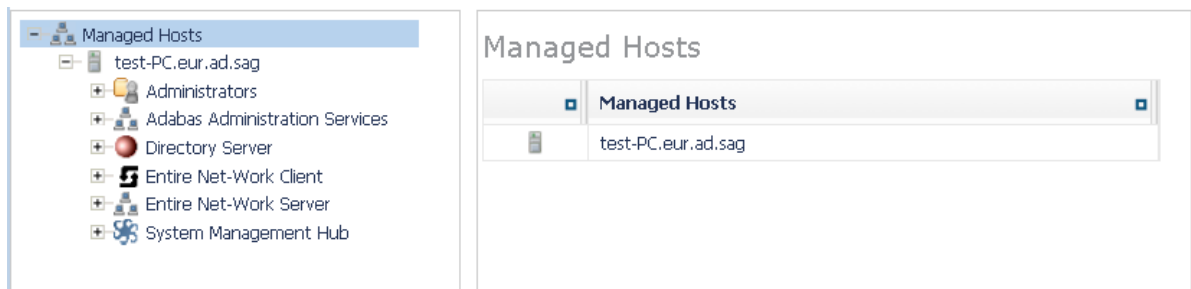 Managed Hosts
test-PC.eur.ad.sag
Administrators
Adabas Administration Services
Directory Server
Entire Net-Work Client
Entire Net-Work Server
System Management Hub
Managed Hosts
Managed Hosts
test-PC.eur.ad.sag